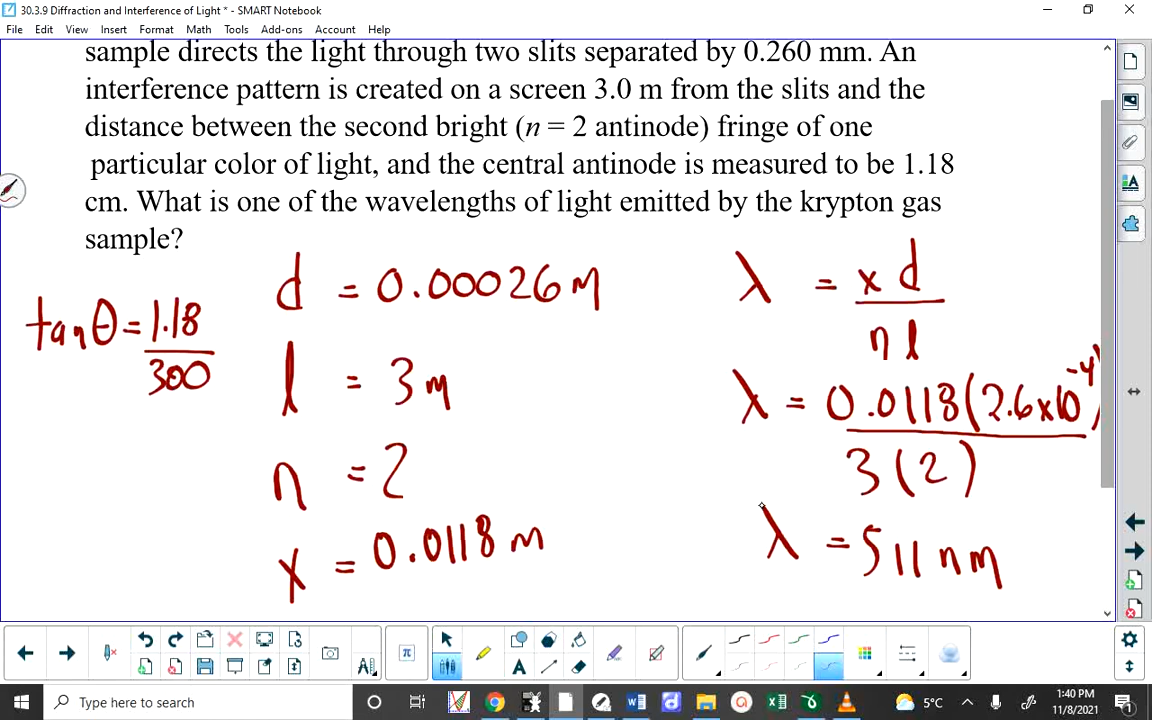 30.3.9 Diffraction and Interference of Light * - SMART Notebook
File Edit View Insert Format Math Tools Add-ons Account Help
sample directs the light through two slits separated by 0.260 mm. An
interference pattern is created on a screen 3.0 m from the slits and the
distance between the second bright (n = 2 antinode) fringe of one
particular color of light, and the central antinode is measured to be 1.18
cm. What is one of the wavelengths of light emitted by the krypton gas
sample?
tanθ = 1.18
300
d = 0.00026 m
l = 3 m
n = 2
x = 0.0118 m
λ = x d
n l
λ = 0.0118 (2.6x10⁻⁴)
3 (2)
λ = 511 nm
Type here to search
5°C
1:40 PM
11/8/2021